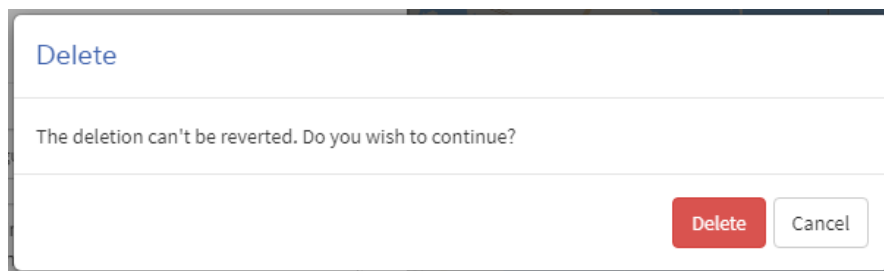 Delete
The deletion can't be reverted. Do you wish to continue?
Delete Cancel